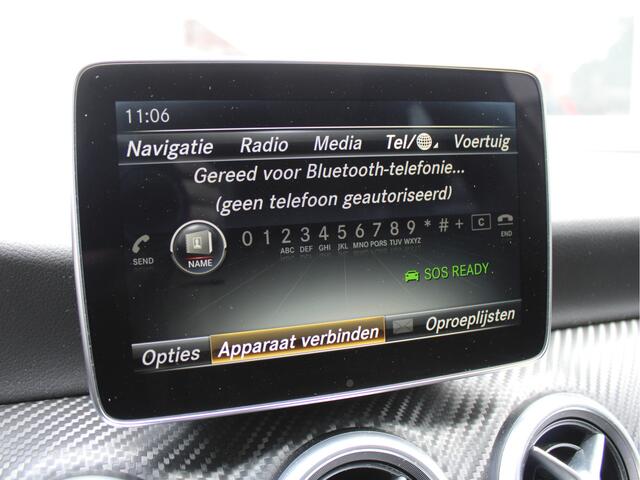 11:06
Navigatie Radio Media Tel/ Voertuig
Gereed voor Bluetooth-telefonie...
(geen telefoon geautoriseerd)
SEND NAME 0 1 2 3 4 5 6 7 8 9 * # + C END
ABC DEF GHI JKL MNO PQRS TUV WXYZ
SOS READY
Opties Apparaat verbinden Oproeplijsten